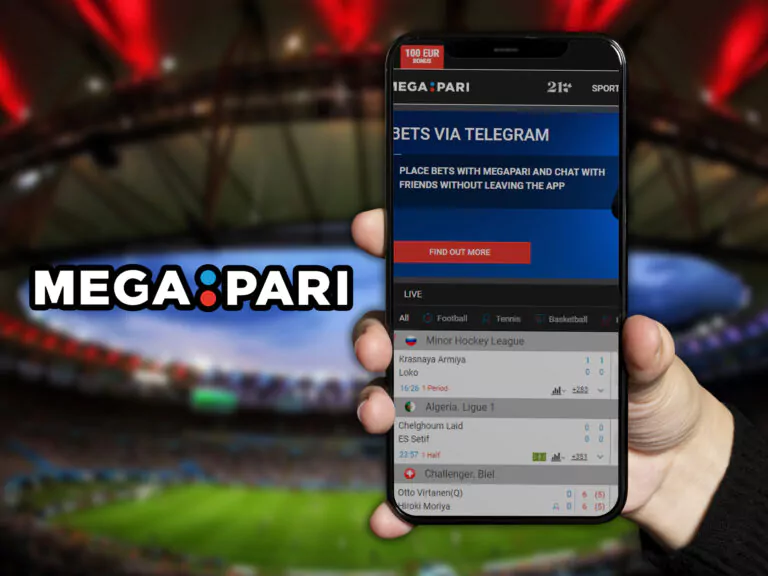 MEGA PARI
100 EUR
BONUS
MEGA PARI
21
SPORT
BETS VIA TELEGRAM
PLACE BETS WITH MEGAPARI AND CHAT WITH
FRIENDS WITHOUT LEAVING THE APP
FIND OUT MORE
LIVE
All Football Tennis Basketball
Minor Hockey League
Krasnaya Armiya 1 1
Loko 0 0
16:26 1 Period +280
Algeria. Ligue 1
Chelghoum Laid 0 0
ES Setif 0 0
23:57 1 Half +351
Challenger. Biel
Otto Virtanen(Q) 0 6 (5)
Hiroki Moriya 0 6 (5)